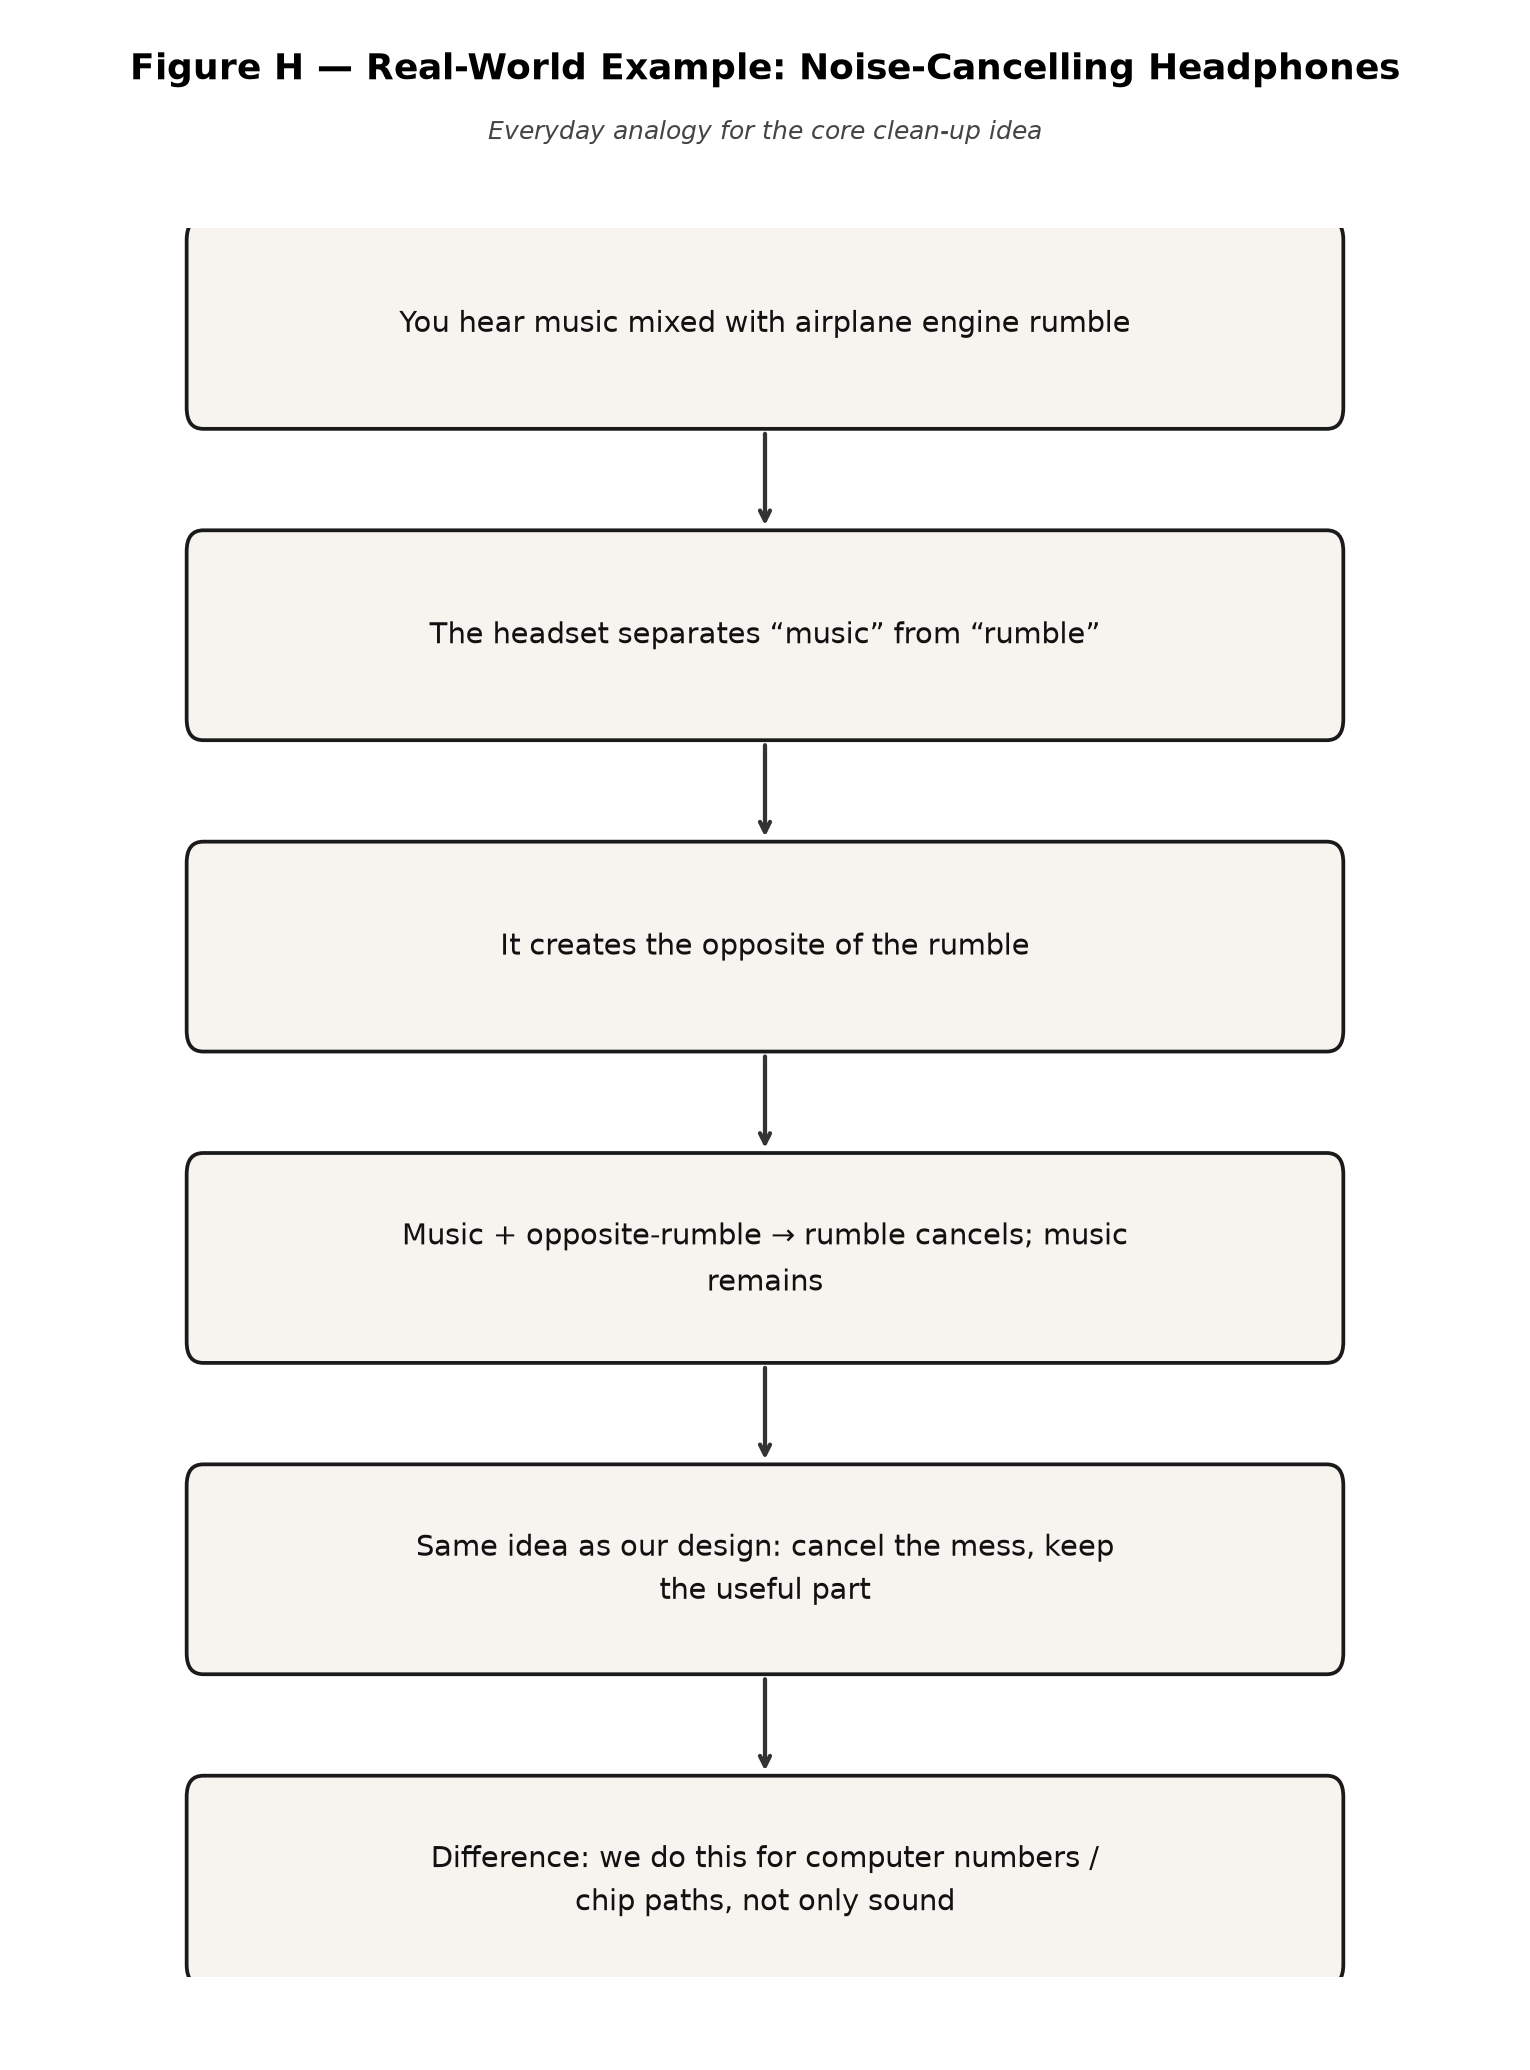 Figure H — Real-World Example: Noise-Cancelling Headphones
Everyday analogy for the core clean-up idea
You hear music mixed with airplane engine rumble
The headset separates “music” from “rumble”
It creates the opposite of the rumble
Music + opposite-rumble → rumble cancels; music
remains
Same idea as our design: cancel the mess, keep
the useful part
Difference: we do this for computer numbers /
chip paths, not only sound